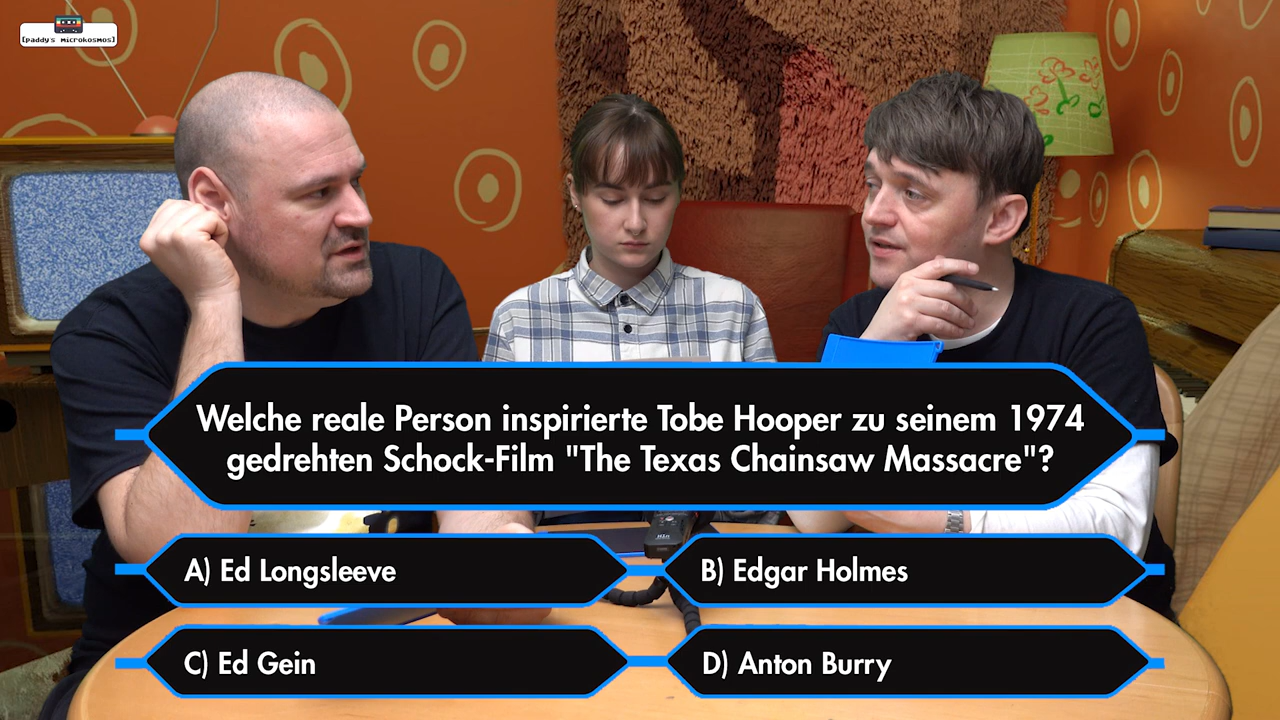 [paddy's microkosmos]
Welche reale Person inspirierte Tobe Hooper zu seinem 1974
gedrehten Schock-Film "The Texas Chainsaw Massacre"?
A) Ed Longsleeve
B) Edgar Holmes
C) Ed Gein
D) Anton Burry